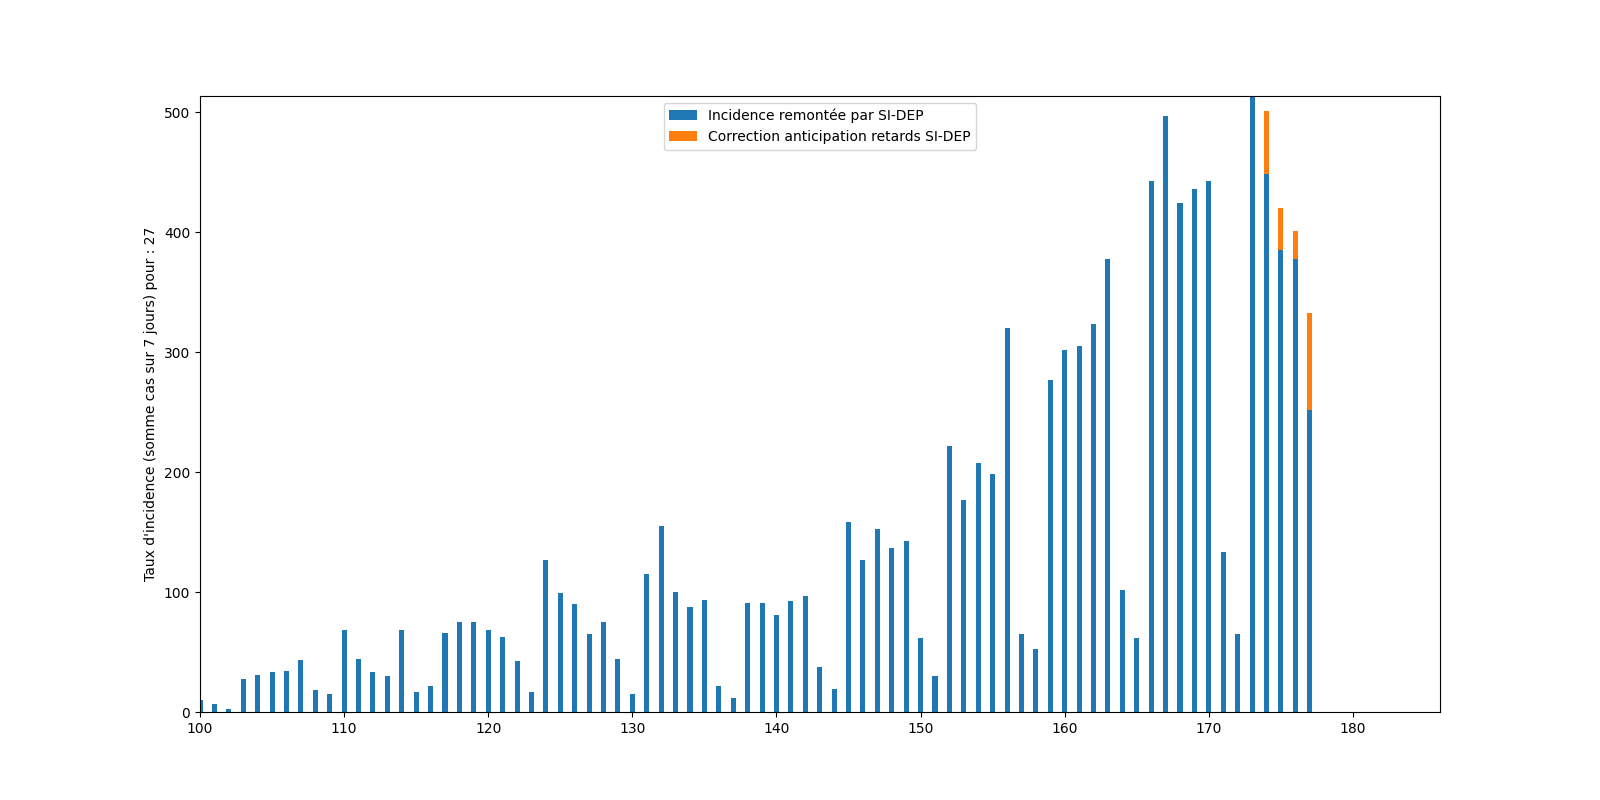 Incidence remontée par SI-DEP
Correction anticipation retards SI-DEP
Taux d'incidence (somme cas sur 7 jours) pour : 27
500
400
300
200
100
0
100 110 120 130 140 150 160 170 180